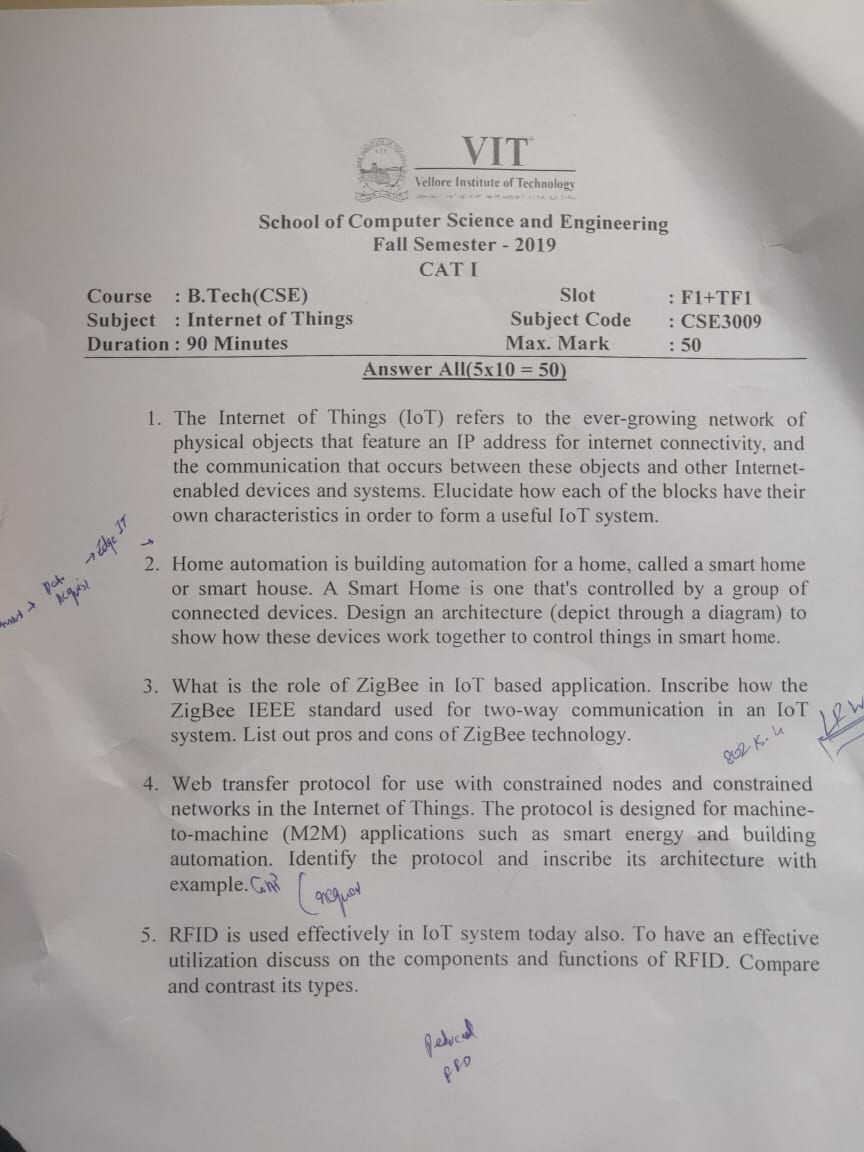 VIT
Vellore Institute of Technology
School of Computer Science and Engineering
Fall Semester - 2019
CAT I
Course : B.Tech(CSE) Slot : F1+TF1
Subject : Internet of Things Subject Code : CSE3009
Duration : 90 Minutes Max. Mark : 50
Answer All(5x10 = 50)
1. The Internet of Things (IoT) refers to the ever-growing network of
physical objects that feature an IP address for internet connectivity, and
the communication that occurs between these objects and other Internet-
enabled devices and systems. Elucidate how each of the blocks have their
own characteristics in order to form a useful IoT system.
→ Edge IT →
2. Home automation is building automation for a home, called a smart home
or smart house. A Smart Home is one that's controlled by a group of
connected devices. Design an architecture (depict through a diagram) to
show how these devices work together to control things in smart home.
3. What is the role of ZigBee in IoT based application. Inscribe how the
ZigBee IEEE standard used for two-way communication in an IoT
system. List out pros and cons of ZigBee technology.
802.15.4
4. Web transfer protocol for use with constrained nodes and constrained
networks in the Internet of Things. The protocol is designed for machine-
to-machine (M2M) applications such as smart energy and building
automation. Identify the protocol and inscribe its architecture with
example.
5. RFID is used effectively in IoT system today also. To have an effective
utilization discuss on the components and functions of RFID. Compare
and contrast its types.